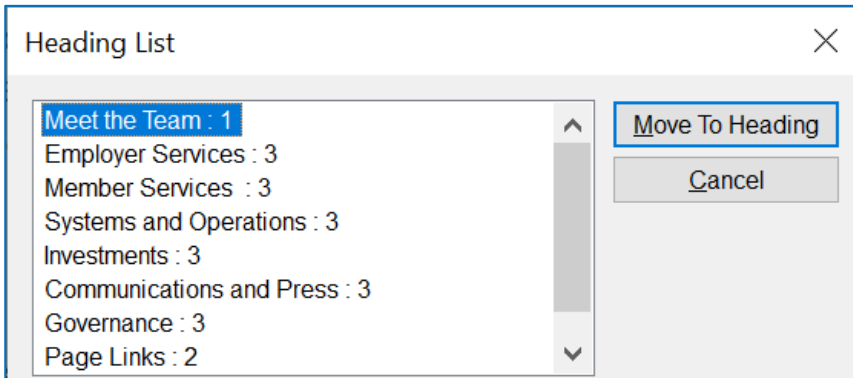 Heading List
Meet the Team : 1
Employer Services : 3
Member Services  : 3
Systems and Operations : 3
Investments : 3
Communications and Press : 3
Governance : 3
Page Links : 2
Move To Heading
Cancel